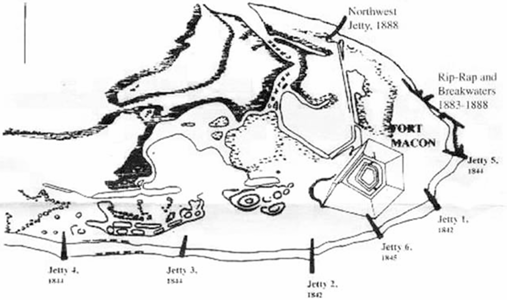 Northwest
Jetty, 1888
Rip-Rap and
Breakwaters
1883-1888
FORT
MACON
Jetty 5,
1844
Jetty 1,
1842
Jetty 6,
1845
Jetty 4,
1844
Jetty 3,
1844
Jetty 2,
1842